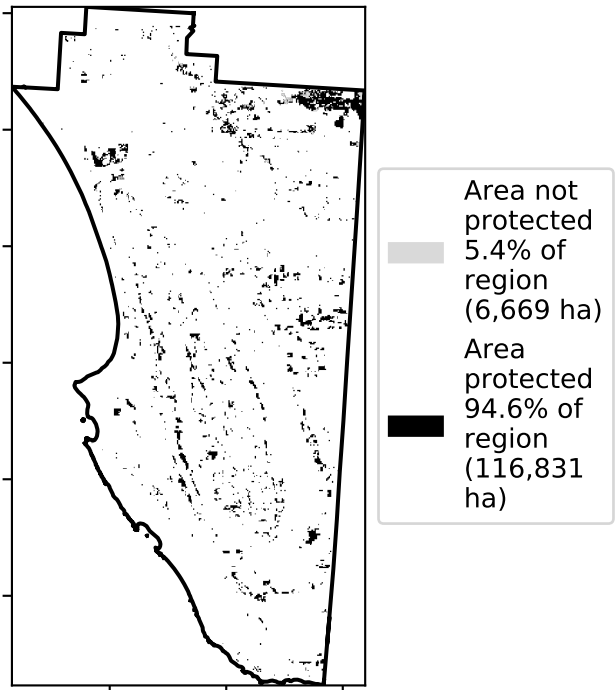 Area not
protected
5.4% of
region
(6,669 ha)
Area
protected
94.6% of
region
(116,831
ha)